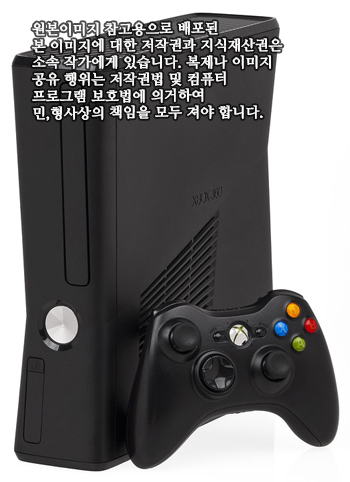 원본이미지 참고용으로 배포된
본 이미지에 대한 저작권과 지식재산권은
소속 작가에게 있습니다. 복제나 이미지
공유 행위는 저작권법 및 컴퓨터
프로그램 보호법에 의거하여
민,형사상의 책임을 모두 져야 합니다.
XBOX 360